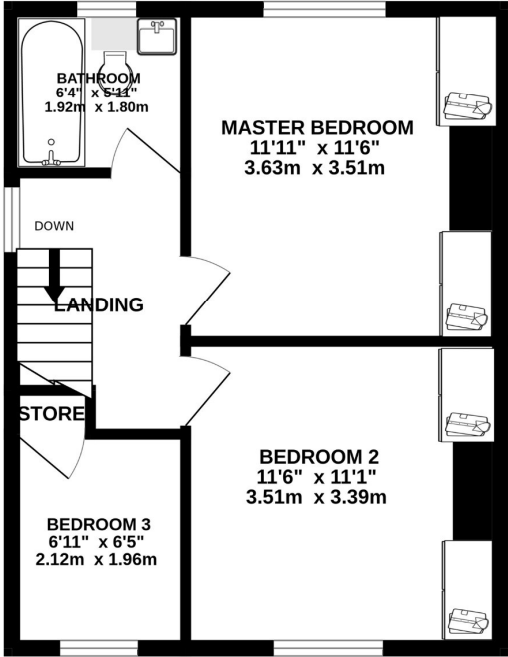 BATHROOM
6'4" x 5'11"
1.92m x 1.80m
MASTER BEDROOM
11'11" x 11'6"
3.63m x 3.51m
DOWN
LANDING
STORE
BEDROOM 2
11'6" x 11'1"
3.51m x 3.39m
BEDROOM 3
6'11" x 6'5"
2.12m x 1.96m